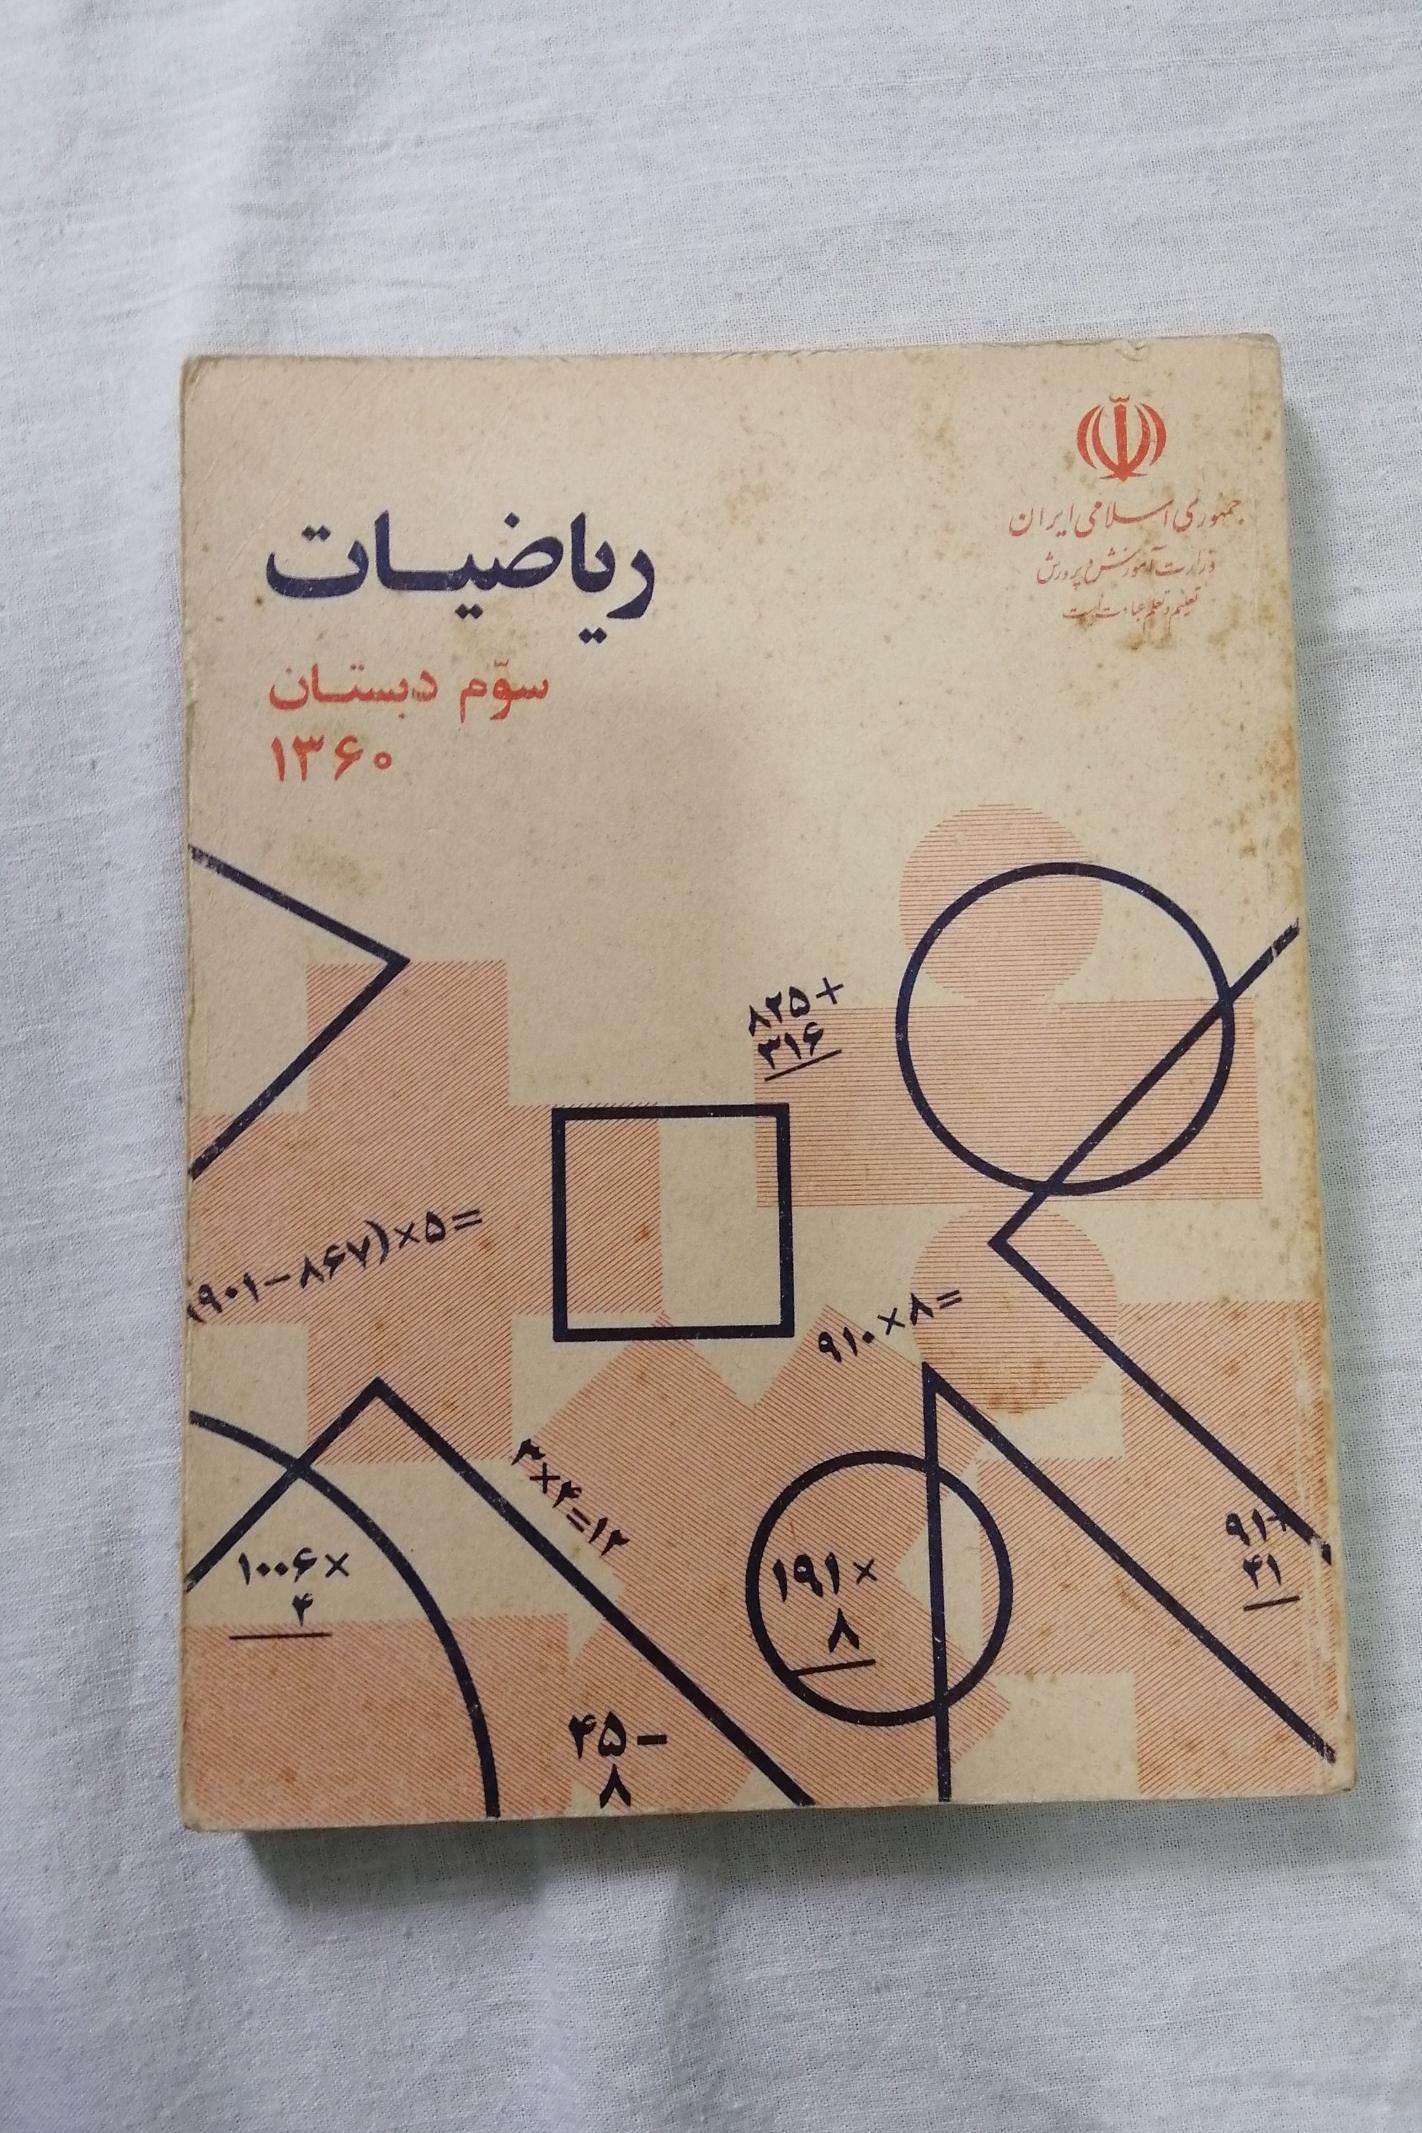 جمهوری اسلامی ایران
وزارت آموزش و پرورش
تعلیم و تعلم عبادت است
ریاضیات
سوّم دبستان
۱۳۶۰
۸۲۵+
۳۱۶
(۹۰۱-۸۶۷)×۵=
۹۱۰×۸=
۳×۴=۱۲
۱۰۰۶×
۴
۱۹۱×
۸
۹۱+
۴۱
۴۵-
۸